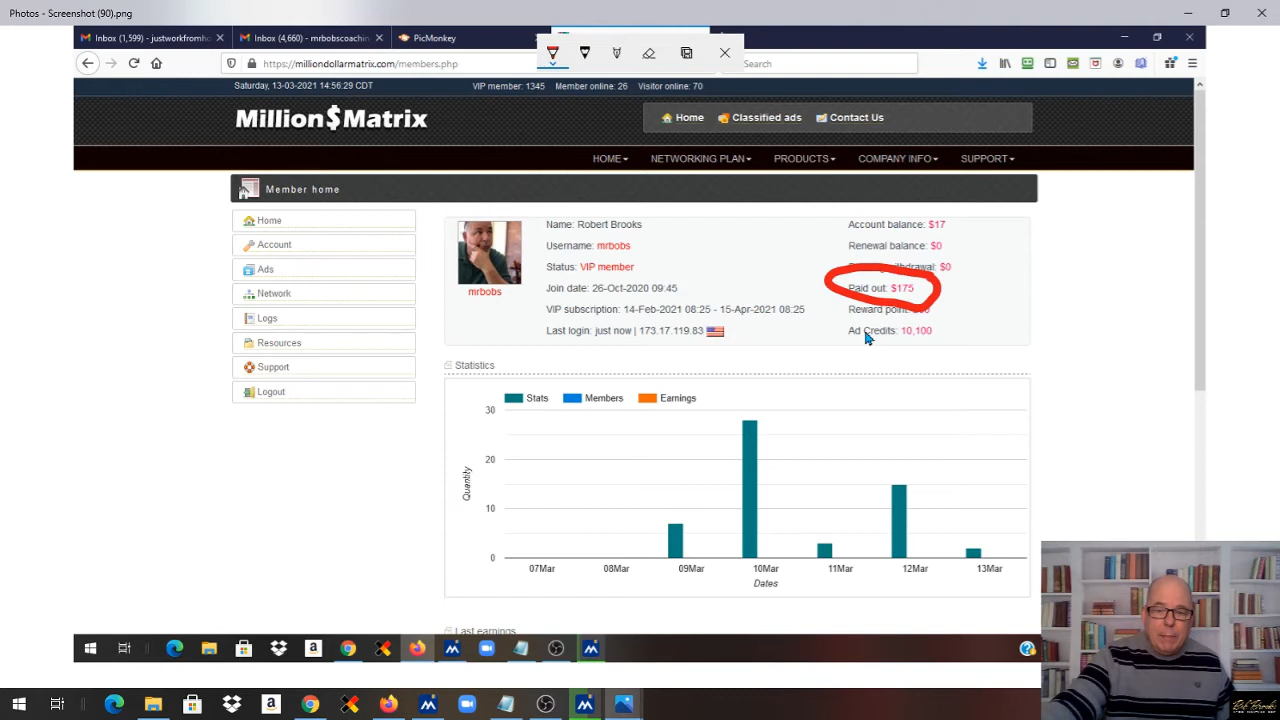 Photos - Screenshot (90).png
Inbox (1,599) - justworkfromho
Inbox (4,660) - mrbobscoachin
PicMonkey
https://milliondollarmatrix.com/members.php
Search
Saturday, 13-03-2021 14:56:29 CDT
VIP member: 1345 Member online: 26 Visitor online: 70
Million$Matrix
Home Classified ads Contact Us
HOME NETWORKING PLAN PRODUCTS COMPANY INFO SUPPORT
Member home
Home
Account
Ads
Network
Logs
Resources
Support
Logout
mrbobs
Name: Robert Brooks
Username: mrbobs
Status: VIP member
Join date: 26-Oct-2020 09:45
VIP subscription: 14-Feb-2021 08:25 - 15-Apr-2021 08:25
Last login: just now | 173.17.119.83
Account balance: $17
Renewal balance: $0
withdrawal: $0
Paid out: $175
Reward point:
Ad Credits: 10,100
Statistics
Stats Members Earnings
30
20
10
0
Quantity
07Mar 08Mar 09Mar 10Mar 11Mar 12Mar 13Mar
Dates
Last earnings
Bob Brooks